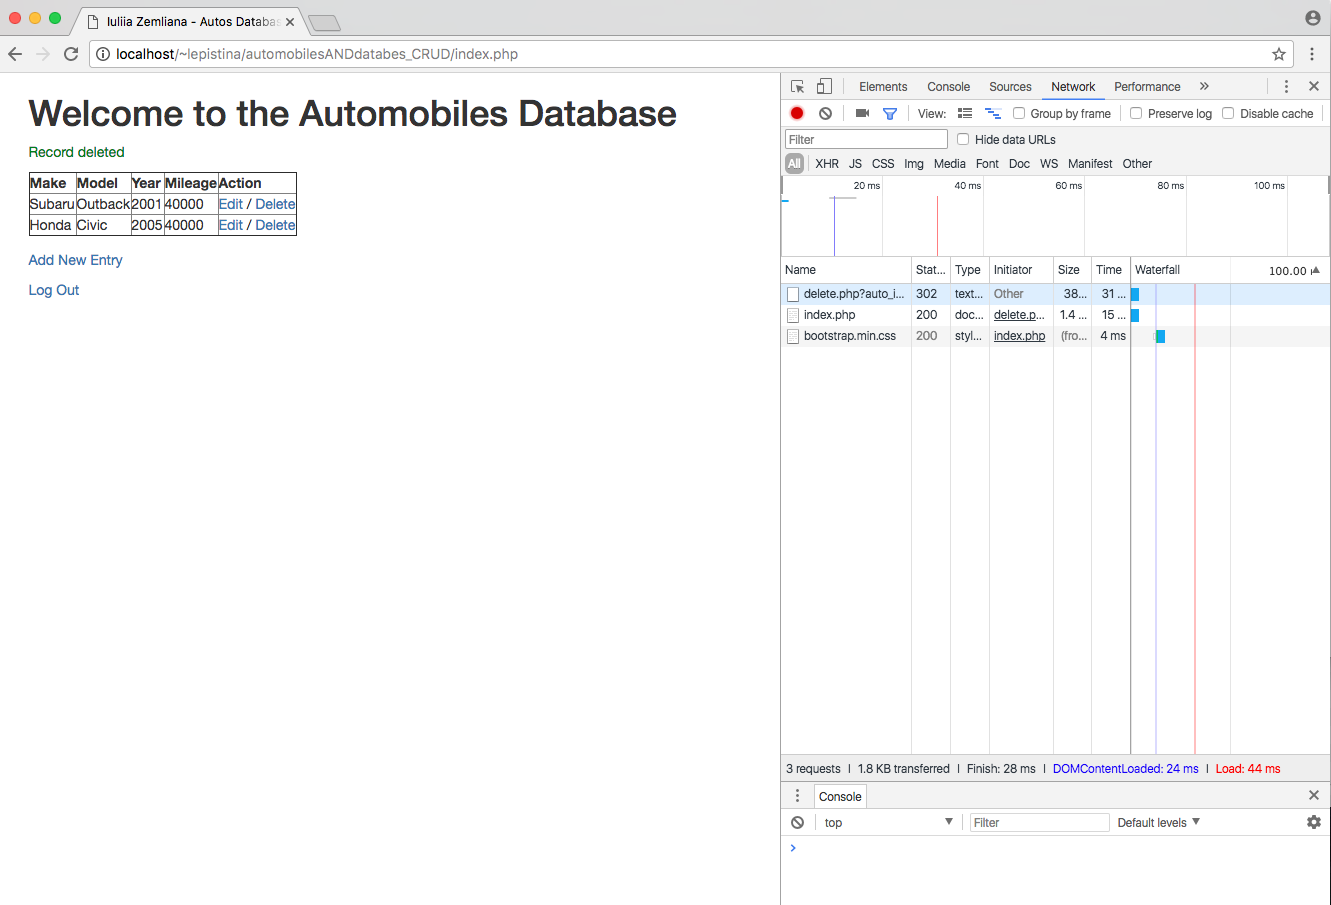 Iuliia Zemliana - Autos Databas
localhost/~lepistina/automobilesANDdatabes_CRUD/index.php
Welcome to the Automobiles Database
Record deleted
Make Model Year Mileage Action
Subaru Outback 2001 40000 Edit / Delete
Honda Civic 2005 40000 Edit / Delete
Add New Entry
Log Out
Elements Console Sources Network Performance »
View: Group by frame Preserve log Disable cache
Filter Hide data URLs
All XHR JS CSS Img Media Font Doc WS Manifest Other
20 ms 40 ms 60 ms 80 ms 100 ms
Name Stat... Type Initiator Size Time Waterfall 100.00
delete.php?auto_i... 302 text... Other 38... 31 ...
index.php 200 doc... delete.p... 1.4 ... 15 ...
bootstrap.min.css 200 styl... index.php (fro... 4 ms
3 requests | 1.8 KB transferred | Finish: 28 ms | DOMContentLoaded: 24 ms | Load: 44 ms
Console
top Filter Default levels